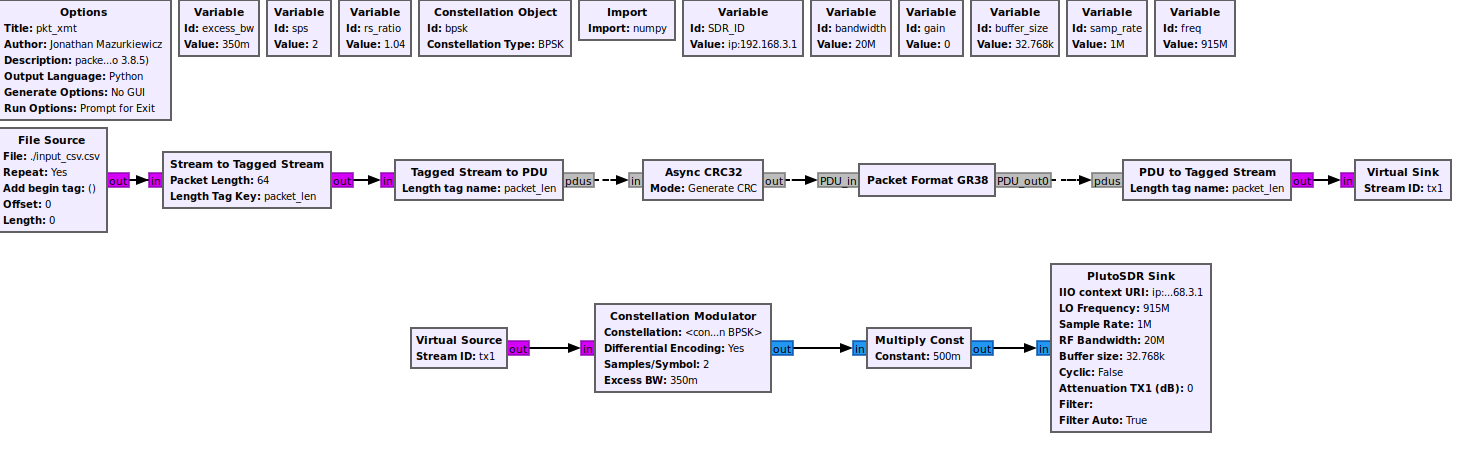 Options
Title: pkt_xmt
Author: Jonathan Mazurkiewicz
Description: packe...o 3.8.5)
Output Language: Python
Generate Options: No GUI
Run Options: Prompt for Exit
Variable
Id: excess_bw
Value: 350m
Variable
Id: sps
Value: 2
Variable
Id: rs_ratio
Value: 1.04
Constellation Object
Id: bpsk
Constellation Type: BPSK
Import
Import: numpy
Variable
Id: SDR_ID
Value: ip:192.168.3.1
Variable
Id: bandwidth
Value: 20M
Variable
Id: gain
Value: 0
Variable
Id: buffer_size
Value: 32.768k
Variable
Id: samp_rate
Value: 1M
Variable
Id: freq
Value: 915M
File Source
File: ./input_csv.csv
Repeat: Yes
Add begin tag: ()
Offset: 0
Length: 0
out
in
Stream to Tagged Stream
Packet Length: 64
Length Tag Key: packet_len
out
in
Tagged Stream to PDU
Length tag name: packet_len
pdus
in
Async CRC32
Mode: Generate CRC
out
PDU_in
Packet Format GR38
PDU_out0
pdus
PDU to Tagged Stream
Length tag name: packet_len
out
in
Virtual Sink
Stream ID: tx1
Virtual Source
Stream ID: tx1
out
in
Constellation Modulator
Constellation: <con...n BPSK>
Differential Encoding: Yes
Samples/Symbol: 2
Excess BW: 350m
out
in
Multiply Const
Constant: 500m
out
in
PlutoSDR Sink
IIO context URI: ip:...68.3.1
LO Frequency: 915M
Sample Rate: 1M
RF Bandwidth: 20M
Buffer size: 32.768k
Cyclic: False
Attenuation TX1 (dB): 0
Filter:
Filter Auto: True